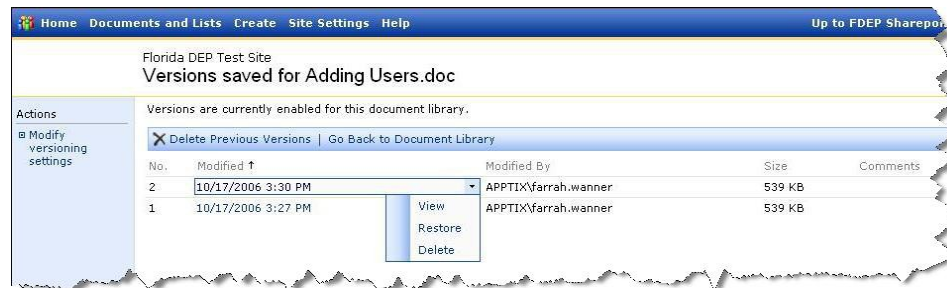 Home Documents and Lists Create Site Settings Help Up to FDEP Sharepoi
Florida DEP Test Site
Versions saved for Adding Users.doc
Actions
Modify versioning settings
Versions are currently enabled for this document library.
Delete Previous Versions | Go Back to Document Library
No. Modified ↑ Modified By Size Comments
2 10/17/2006 3:30 PM APPTIX\farrah.wanner 539 KB
1 10/17/2006 3:27 PM APPTIX\farrah.wanner 539 KB
View
Restore
Delete